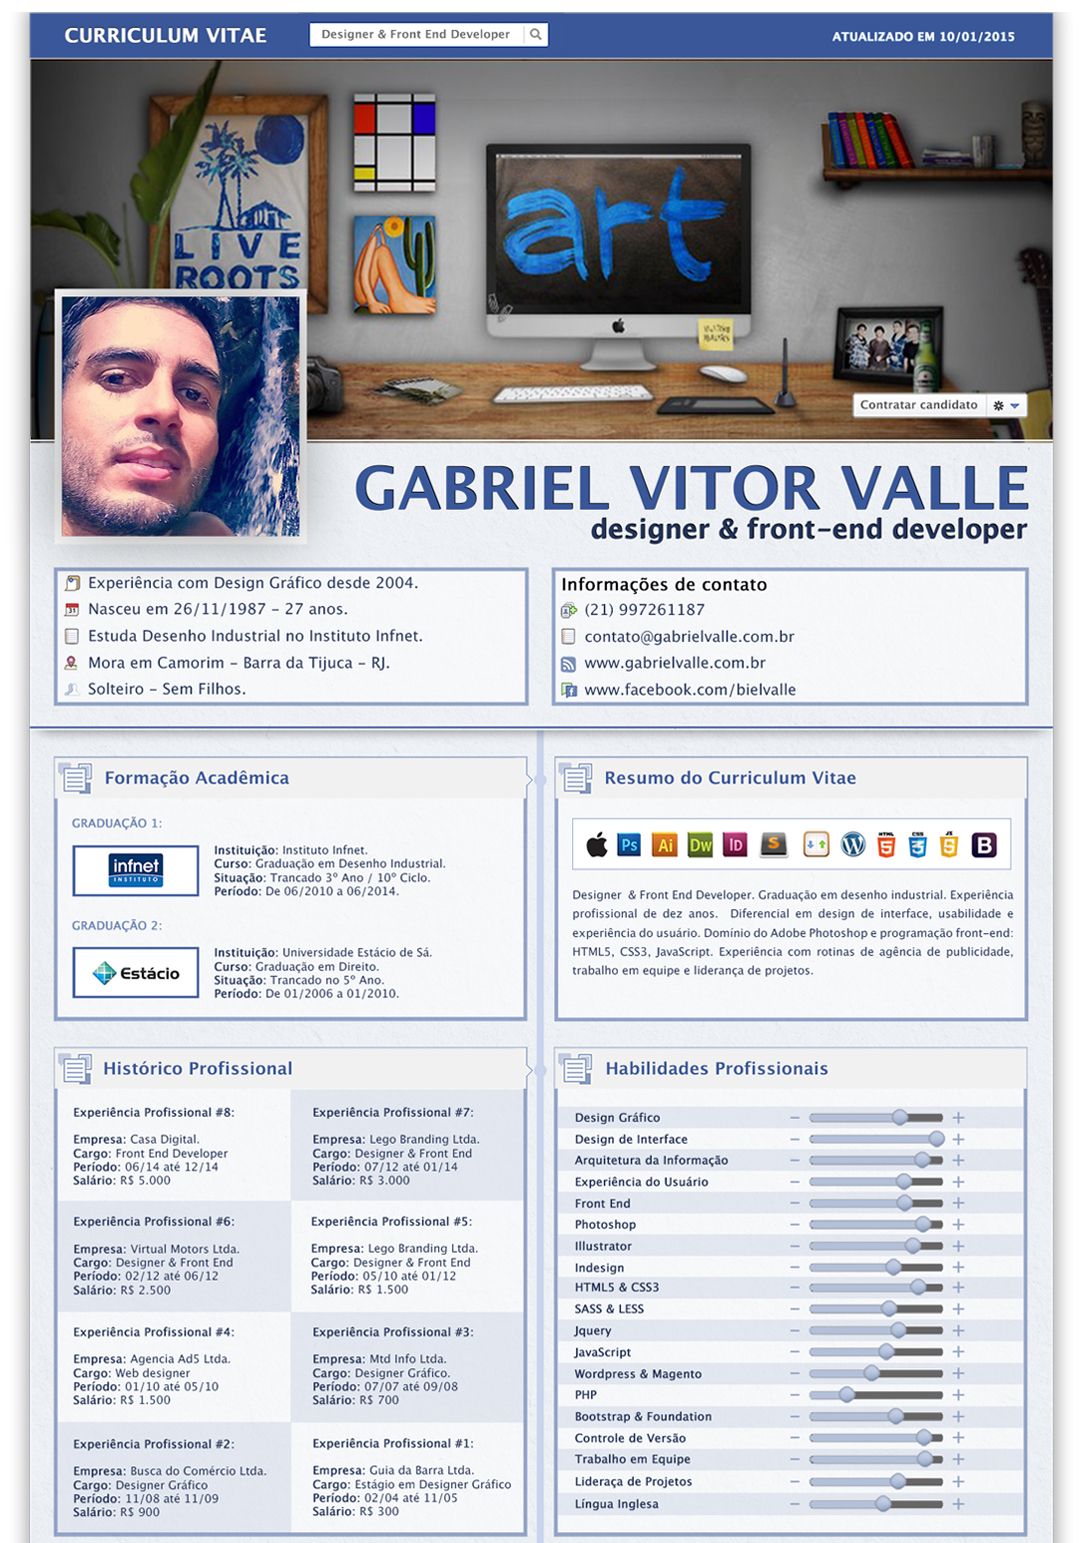 CURRICULUM VITAE
Designer & Front End Developer
ATUALIZADO EM 10/01/2015
LIVE
ROOTS
art
Contratar candidato
GABRIEL VITOR VALLE
designer & front-end developer
Experiência com Design Gráfico desde 2004.
Nasceu em 26/11/1987 - 27 anos.
Estuda Desenho Industrial no Instituto Infnet.
Mora em Camorim - Barra da Tijuca - RJ.
Solteiro - Sem Filhos.
Informações de contato
(21) 997261187
contato@gabrielvalle.com.br
www.gabrielvalle.com.br
www.facebook.com/bielvalle
Formação Acadêmica
GRADUAÇÃO 1:
infnet
INSTITUTO
Instituição: Instituto Infnet.
Curso: Graduação em Desenho Industrial.
Situação: Trancado 3º Ano / 10º Ciclo.
Período: De 06/2010 a 06/2014.
GRADUAÇÃO 2:
Estácio
Instituição: Universidade Estácio de Sá.
Curso: Graduação em Direito.
Situação: Trancado no 5º Ano.
Período: De 01/2006 a 01/2010.
Resumo do Curriculum Vitae
Ps Ai Dw ID S W HTML 5 CSS 3 JS 5 B
Designer & Front End Developer. Graduação em desenho industrial. Experiência
profissional de dez anos. Diferencial em design de interface, usabilidade e
experiência do usuário. Domínio do Adobe Photoshop e programação front-end:
HTML5, CSS3, JavaScript. Experiência com rotinas de agência de publicidade,
trabalho em equipe e liderança de projetos.
Histórico Profissional
Experiência Profissional #8:
Empresa: Casa Digital.
Cargo: Front End Developer
Período: 06/14 até 12/14
Salário: R$ 5.000
Experiência Profissional #7:
Empresa: Lego Branding Ltda.
Cargo: Designer & Front End
Período: 07/12 até 01/14
Salário: R$ 3.000
Experiência Profissional #6:
Empresa: Virtual Motors Ltda.
Cargo: Designer & Front End
Período: 02/12 até 06/12
Salário: R$ 2.500
Experiência Profissional #5:
Empresa: Lego Branding Ltda.
Cargo: Designer & Front End
Período: 05/10 até 01/12
Salário: R$ 1.500
Experiência Profissional #4:
Empresa: Agencia Ad5 Ltda.
Cargo: Web designer
Período: 01/10 até 05/10
Salário: R$ 1.500
Experiência Profissional #3:
Empresa: Mtd Info Ltda.
Cargo: Designer Gráfico.
Período: 07/07 até 09/08
Salário: R$ 700
Experiência Profissional #2:
Empresa: Busca do Comércio Ltda.
Cargo: Designer Gráfico
Período: 11/08 até 11/09
Salário: R$ 900
Experiência Profissional #1:
Empresa: Guia da Barra Ltda.
Cargo: Estágio em Designer Gráfico
Período: 02/04 até 11/05
Salário: R$ 300
Habilidades Profissionais
Design Gráfico
Design de Interface
Arquitetura da Informação
Experiência do Usuário
Front End
Photoshop
Illustrator
Indesign
HTML5 & CSS3
SASS & LESS
Jquery
JavaScript
Wordpress & Magento
PHP
Bootstrap & Foundation
Controle de Versão
Trabalho em Equipe
Lideraça de Projetos
Língua Inglesa